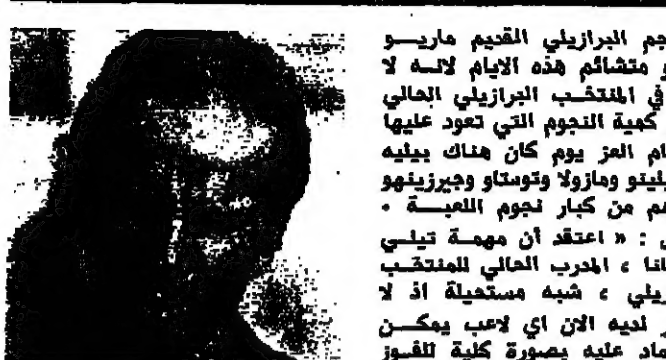 جم البرازيلي القديم ماريو
متشائم هذه الايام لانه لا
في المنتخب البرازيلي الحالي
كمية النجوم التي تعود عليها
ام العز يوم كان هناك بيليه
لينو ومازولا وتوستاو وجيرزينهو
هم من كبار نجوم اللعبة .
: « اعتقد أن مهمة تيلي
انا ، المدرب الحالي للمنتخب
زيلي ، شبه مستحيلة اذ لا
لديه الان اي لاعب يمكن
ماد عليه بصورة كلية للفوز